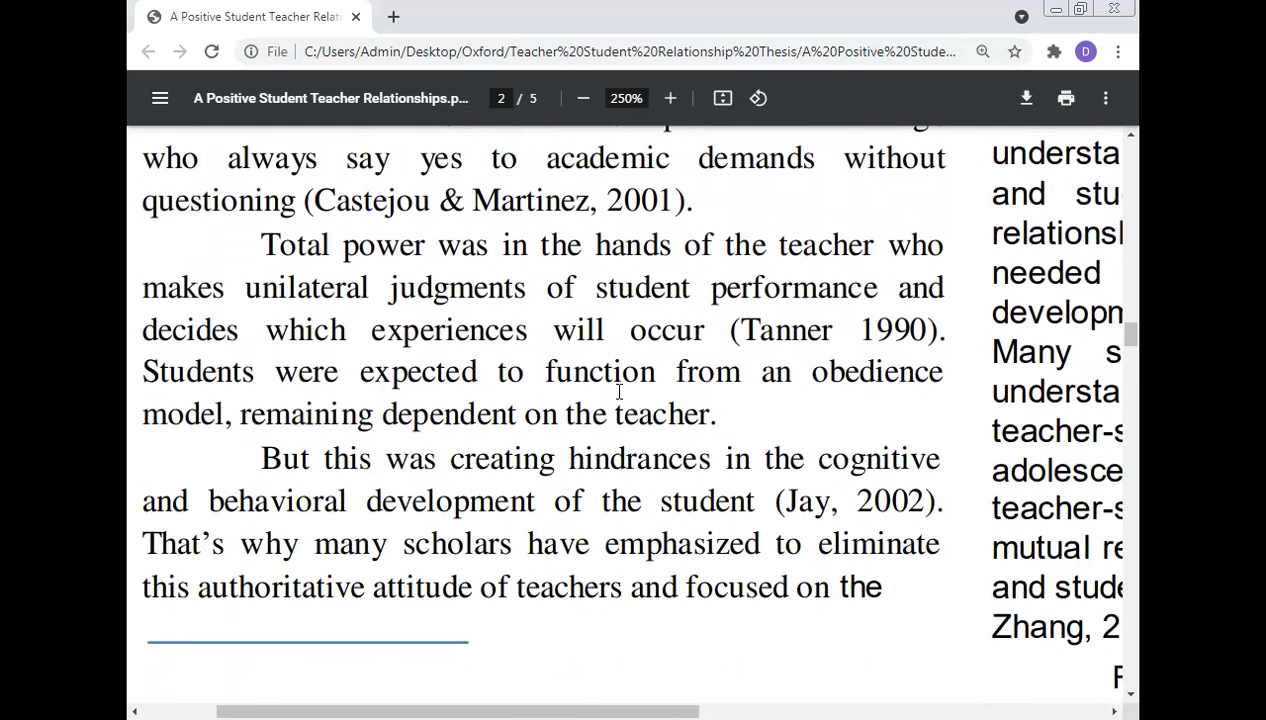 A Positive Student Teacher Relat
File C:/Users/Admin/Desktop/Oxford/Teacher%20Student%20Relationship%20Thesis/A%20Positive%20Stude...
D
A Positive Student Teacher Relationships.p... 2 / 5 250%
who always say yes to academic demands without
questioning (Castejou & Martinez, 2001).
Total power was in the hands of the teacher who
makes unilateral judgments of student performance and
decides which experiences will occur (Tanner 1990).
Students were expected to function from an obedience
model, remaining dependent on the teacher.
But this was creating hindrances in the cognitive
and behavioral development of the student (Jay, 2002).
That's why many scholars have emphasized to eliminate
this authoritative attitude of teachers and focused on the
understa
and stu
relationsl
needed
developm
Many s
understa
teacher-s
adolesce
teacher-s
mutual re
and stude
Zhang, 2